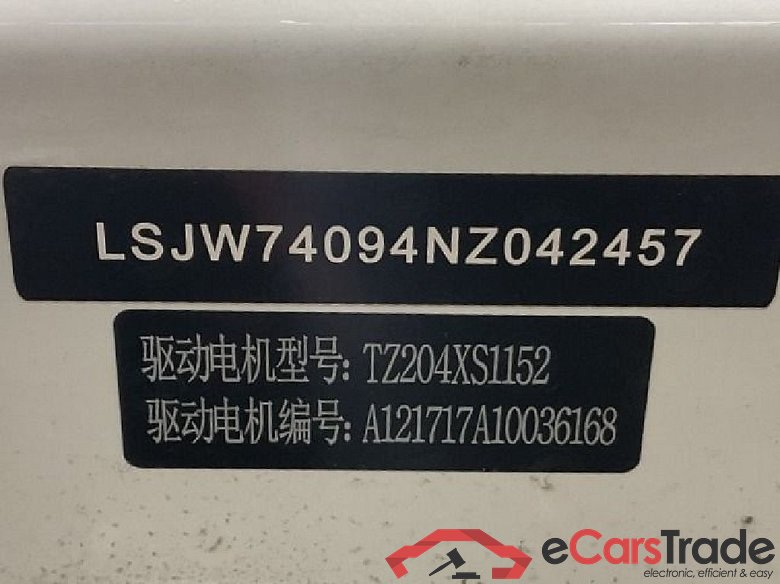 LSJW74094NZ042457
驱动电机型号: TZ204XS1152
驱动电机编号: A121717A10036168
eCarsTrade
electronic, efficient & easy